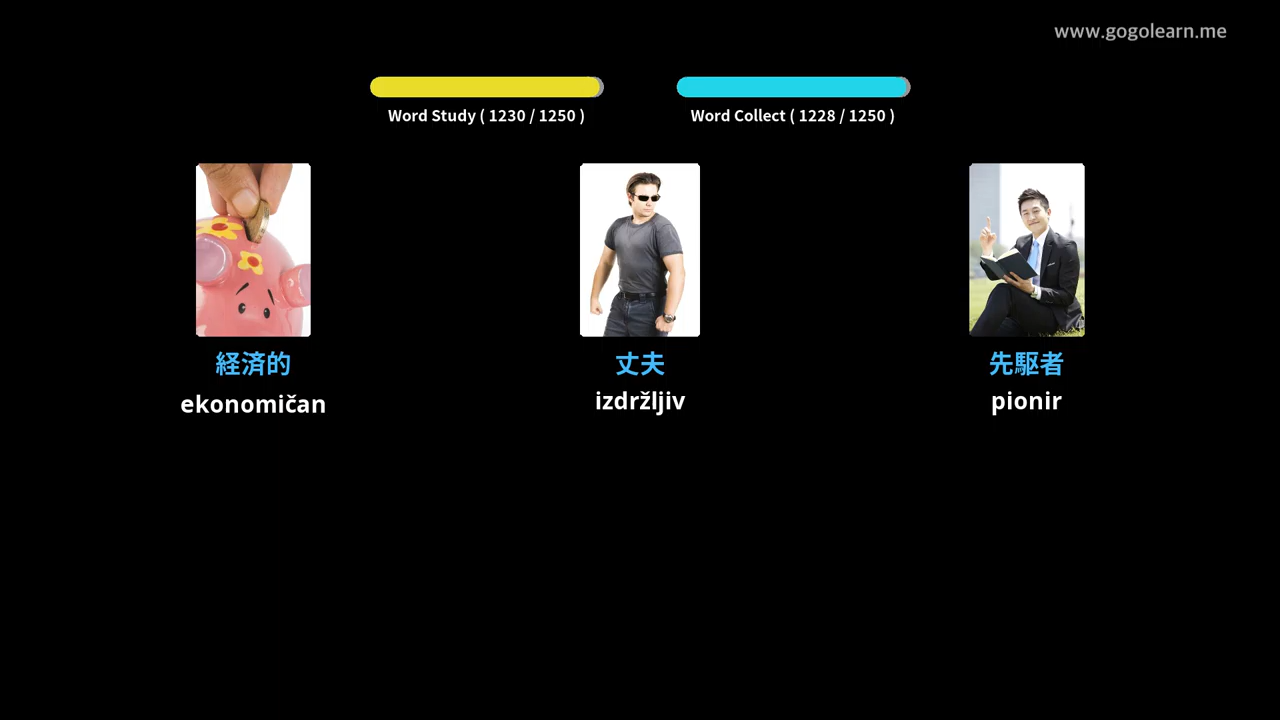 www.gogolearn.me
Word Study ( 1230 / 1250 )
Word Collect ( 1228 / 1250 )
経済的
丈夫
先駆者
ekonomičan
izdržljiv
pionir